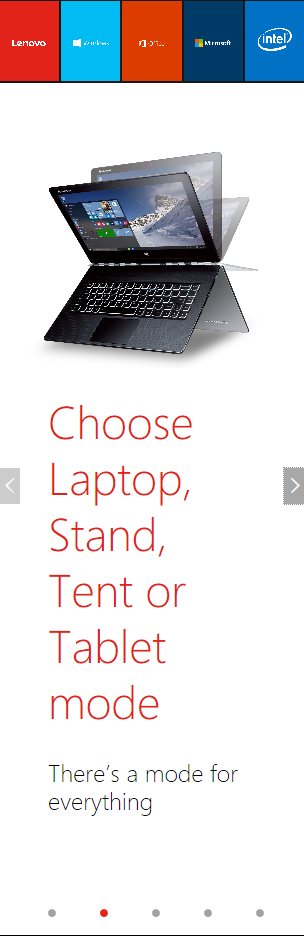 Lenovo
Windows
Office
Microsoft
intel
Choose
Laptop,
Stand,
Tent or
Tablet
mode
There's a mode for
everything